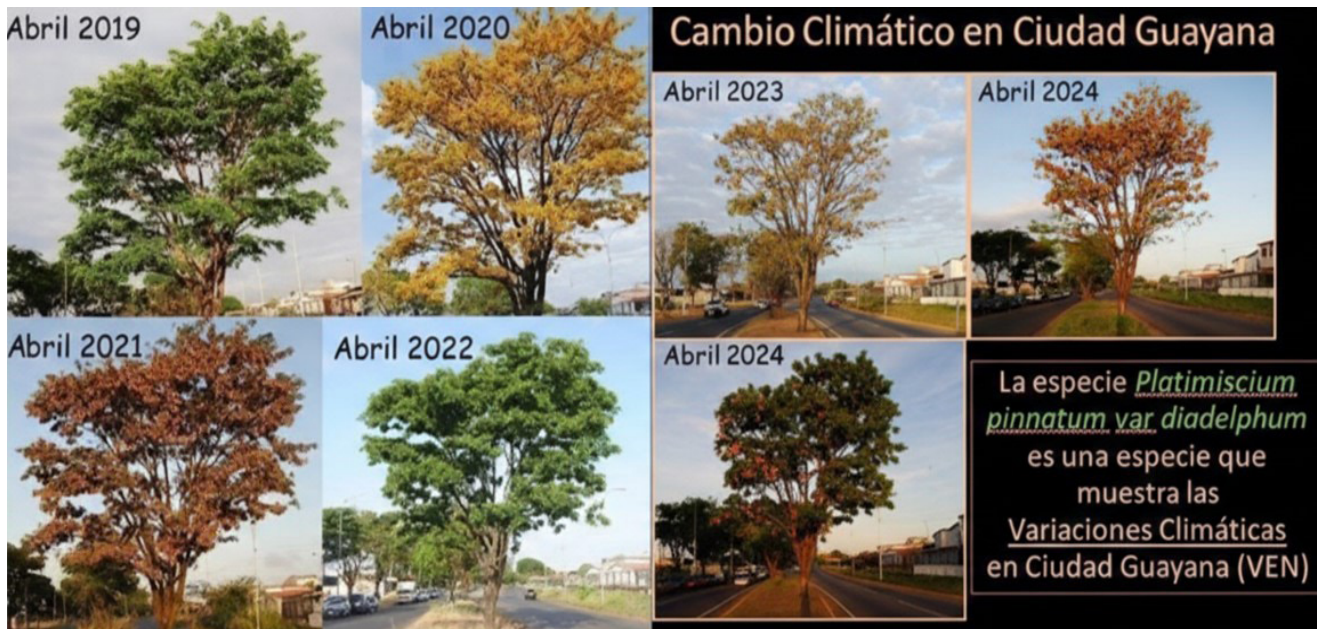 Abril 2019
Abril 2020
Cambio Climático en Ciudad Guayana
Abril 2023
Abril 2024
Abril 2021
Abril 2022
Abril 2024
La especie Platimiscium
pinnatum var diadelphum
es una especie que
muestra las
Variaciones Climáticas
en Ciudad Guayana (VEN)